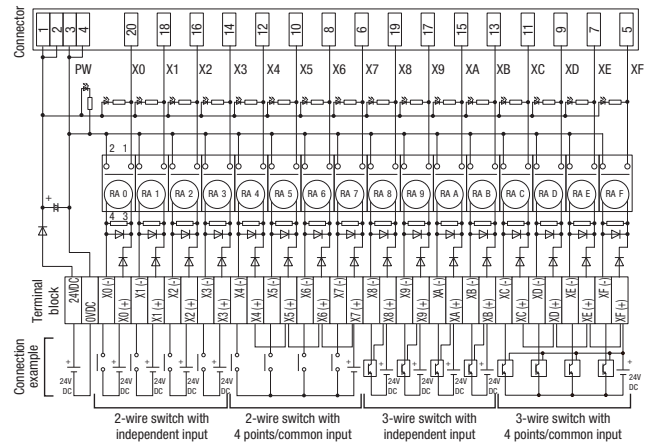 Connector
1 2 3 4 20 18 16 14 12 10 8 6 19 17 15 13 11 9 7 5
PW X0 X1 X2 X3 X4 X5 X6 X7 X8 X9 XA XB XC XD XE XF
2 1
RA 0 RA 1 RA 2 RA 3 RA 4 RA 5 RA 6 RA 7 RA 8 RA 9 RA A RA B RA C RA D RA E RA F
4 3
+
Terminal
block
24VDC 0VDC X0 (-) X0 (+) X1 (-) X1 (+) X2 (-) X2 (+) X3 (-) X3 (+) X4 (-) X4 (+) X5 (-) X5 (+) X6 (-) X6 (+) X7 (-) X7 (+) X8 (-) X8 (+) X9 (-) X9 (+) XA (-) XA (+) XB (-) XB (+) XC (-) XC (+) XD (-) XD (+) XE (-) XE (+) XF (-) XF (+)
Connection
example
+ + + + + + + + + + +
24V 24V 24V 24V 24V 24V 24V 24V 24V 24V 24V
DC DC DC DC DC DC DC DC DC DC DC
2-wire switch with
independent input
2-wire switch with
4 points/common input
3-wire switch with
independent input
3-wire switch with
4 points/common input